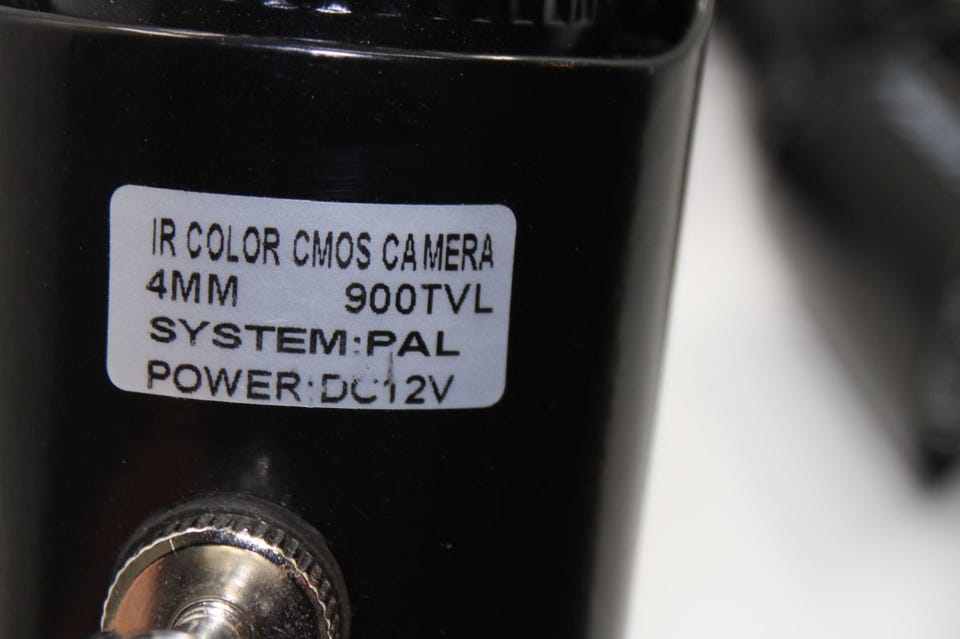 IR COLOR CMOS CAMERA
4MM 900TVL
SYSTEM:PAL
POWER:DC12V